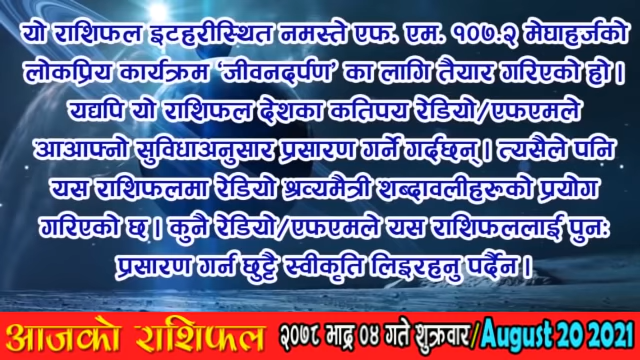 यो राशिफल इटहरीस्थित नमस्ते एफ. एम. १०७.२ मेघाहर्जको
लोकप्रिय कार्यक्रम ‘जीवनदर्पण’ का लागि तैयार गरिएको हो।
यद्यपि यो राशिफल देशका कतिपय रेडियो/एफएमले
आआफ्नो सुविधाअनुसार प्रसारण गर्ने गर्दछन्। त्यसैले पनि
यस राशिफलमा रेडियो श्रव्यमैत्री शब्दावलीहरूको प्रयोग
गरिएको छ। कुनै रेडियो/एफएमले यस राशिफललाई पुनः
प्रसारण गर्न छुट्टै स्वीकृति लिइरहनु पर्दैन।
आजको राशिफल २०७८ भाद्र ०४ गते शुक्रवार/August 20 2021